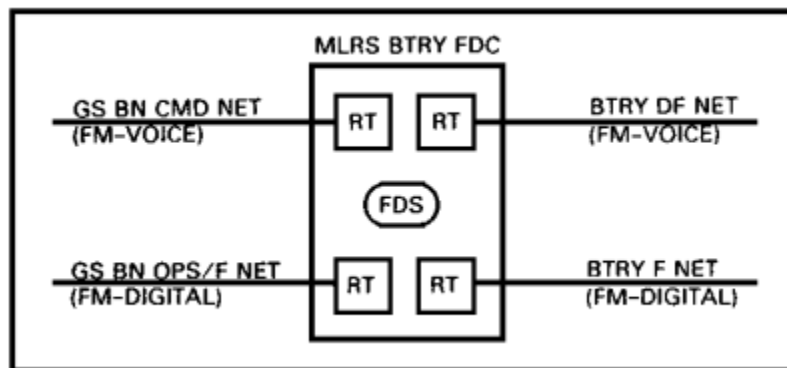 MLRS BTRY FDC
GS BN CMD NET
(FM-VOICE)
RT
RT
BTRY DF NET
(FM-VOICE)
FDS
GS BN OPS/F NET
(FM-DIGITAL)
RT
RT
BTRY F NET
(FM-DIGITAL)